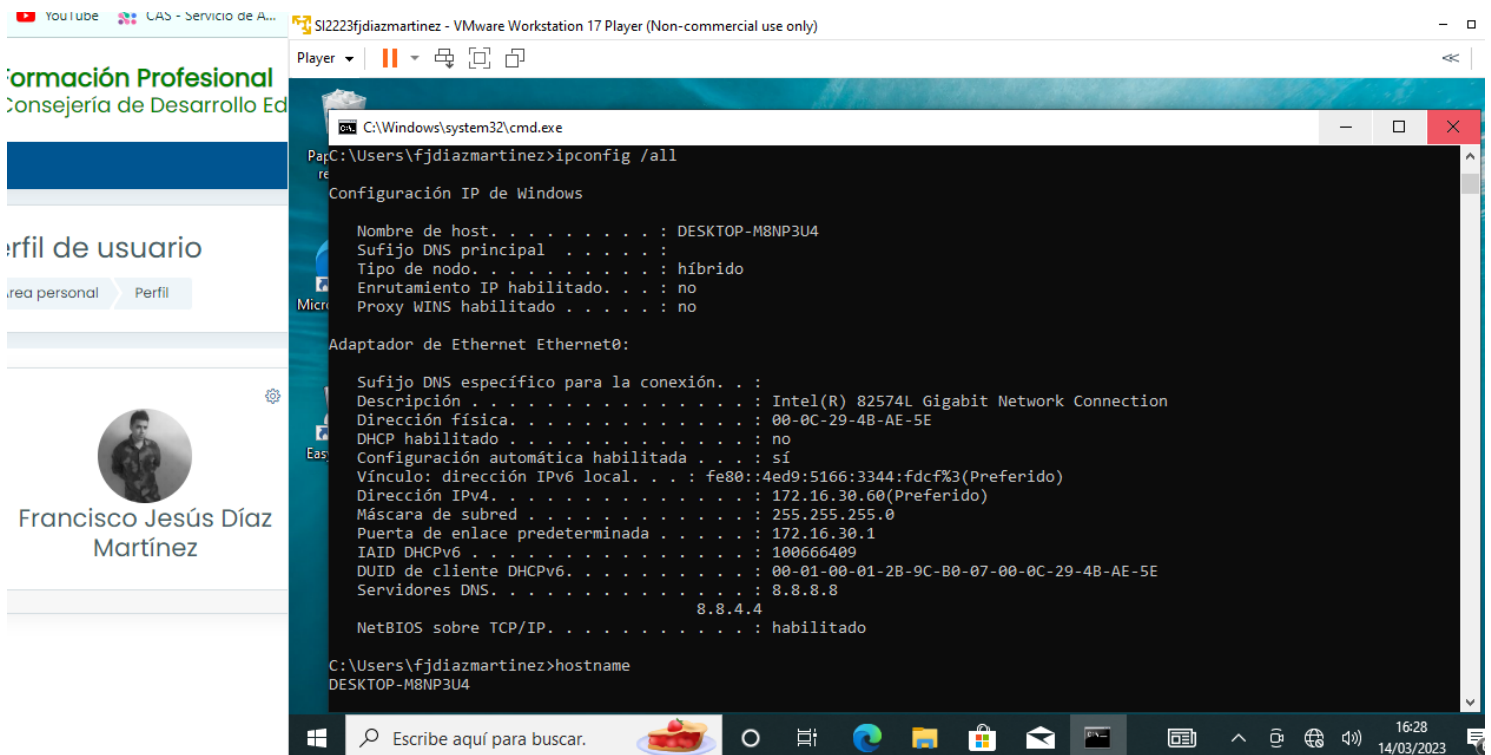 YouTube
CAS - Servicio de A...
Formación Profesional
Consejería de Desarrollo Ed
erfil de usuario
Área personal
Perfil
Francisco Jesús Díaz
Martínez
SI2223fjdiazmartinez - VMware Workstation 17 Player (Non-commercial use only)
Player
Pap
re
Micro
Eas
C:\Windows\system32\cmd.exe
C:\Users\fjdiazmartinez>ipconfig /all
Configuración IP de Windows
Nombre de host. . . . . . . . . : DESKTOP-M8NP3U4
Sufijo DNS principal  . . . . . :
Tipo de nodo. . . . . . . . . . : híbrido
Enrutamiento IP habilitado. . . : no
Proxy WINS habilitado . . . . . : no
Adaptador de Ethernet Ethernet0:
Sufijo DNS específico para la conexión. . :
Descripción . . . . . . . . . . . . . . . : Intel(R) 82574L Gigabit Network Connection
Dirección física. . . . . . . . . . . . . : 00-0C-29-4B-AE-5E
DHCP habilitado . . . . . . . . . . . . . : no
Configuración automática habilitada . . . : sí
Vínculo: dirección IPv6 local. . . : fe80::4ed9:5166:3344:fdcf%3(Preferido)
Dirección IPv4. . . . . . . . . . . . . . : 172.16.30.60(Preferido)
Máscara de subred . . . . . . . . . . . . : 255.255.255.0
Puerta de enlace predeterminada . . . . . : 172.16.30.1
IAID DHCPv6 . . . . . . . . . . . . . . . : 100666409
DUID de cliente DHCPv6. . . . . . . . . . : 00-01-00-01-2B-9C-B0-07-00-0C-29-4B-AE-5E
Servidores DNS. . . . . . . . . . . . . . : 8.8.8.8
8.8.4.4
NetBIOS sobre TCP/IP. . . . . . . . . . . : habilitado
C:\Users\fjdiazmartinez>hostname
DESKTOP-M8NP3U4
Escribe aquí para buscar.
16:28
14/03/2023